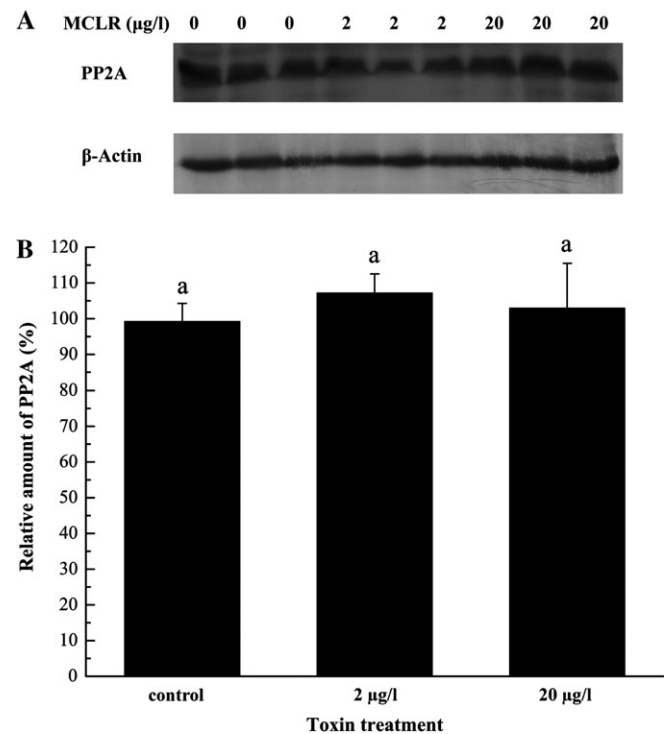 A
MCLR (µg/l) 0 0 0 2 2 2 20 20 20
PP2A
β-Actin
B
120
110
100
90
80
70
60
50
40
30
20
10
0
Relative amount of PP2A (%)
a
a
a
control 2 µg/l 20 µg/l
Toxin treatment